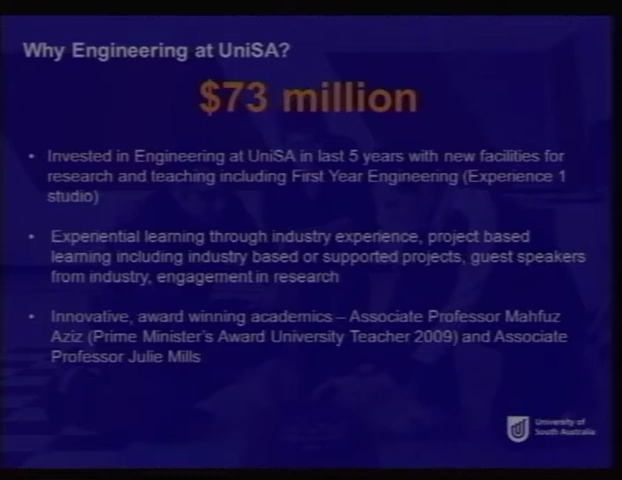 Why Engineering at UniSA?
$73 million
• Invested in Engineering at UniSA in last 5 years with new facilities for
research and teaching including First Year Engineering (Experience 1
studio)
• Experiential learning through industry experience, project based
learning including industry based or supported projects, guest speakers
from industry, engagement in research
• Innovative, award winning academics – Associate Professor Mahfuz
Aziz (Prime Minister's Award University Teacher 2009) and Associate
Professor Julie Mills
University of
South Australia